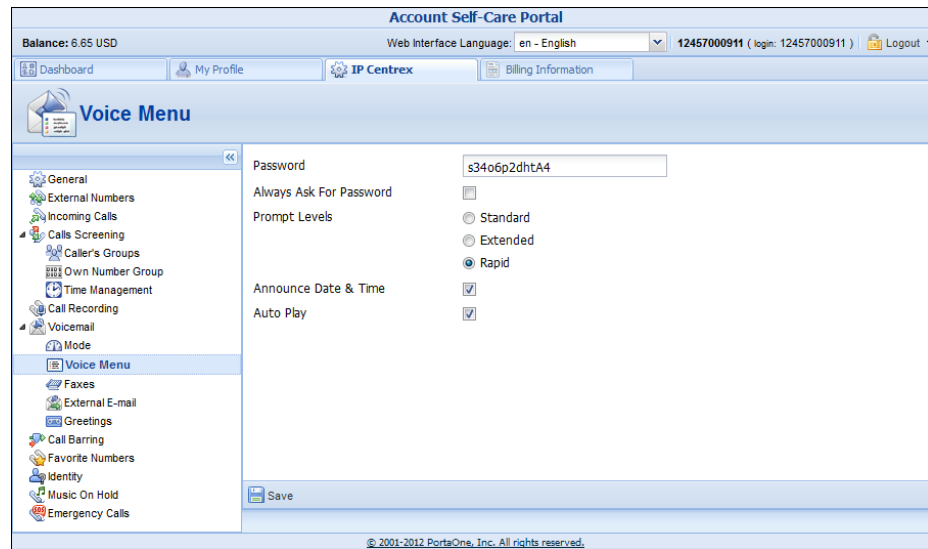 Account Self-Care Portal
Balance: 6.65 USD Web Interface Language: en - English 12457000911 ( login: 12457000911 ) Logout
Dashboard My Profile IP Centrex Billing Information
Voice Menu
General
External Numbers
Incoming Calls
Calls Screening
Caller's Groups
Own Number Group
Time Management
Call Recording
Voicemail
Mode
Voice Menu
Faxes
External E-mail
Greetings
Call Barring
Favorite Numbers
Identity
Music On Hold
Emergency Calls
Password s34o6p2dhtA4
Always Ask For Password
Prompt Levels Standard
Extended
Rapid
Announce Date & Time
Auto Play
Save
© 2001-2012 PortaOne, Inc. All rights reserved.